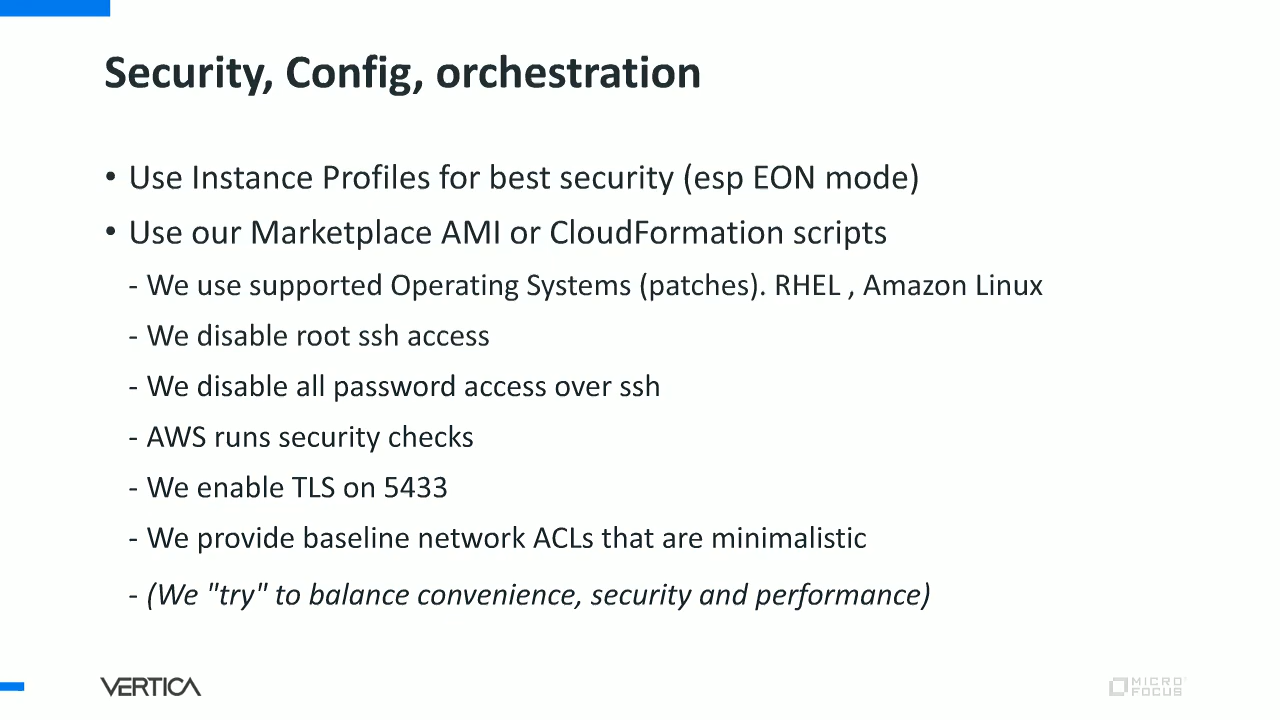 Security, Config, orchestration
• Use Instance Profiles for best security (esp EON mode)
• Use our Marketplace AMI or CloudFormation scripts
- We use supported Operating Systems (patches). RHEL , Amazon Linux
- We disable root ssh access
- We disable all password access over ssh
- AWS runs security checks
- We enable TLS on 5433
- We provide baseline network ACLs that are minimalistic
- (We "try" to balance convenience, security and performance)
VERTICA
MICRO
FOCUS